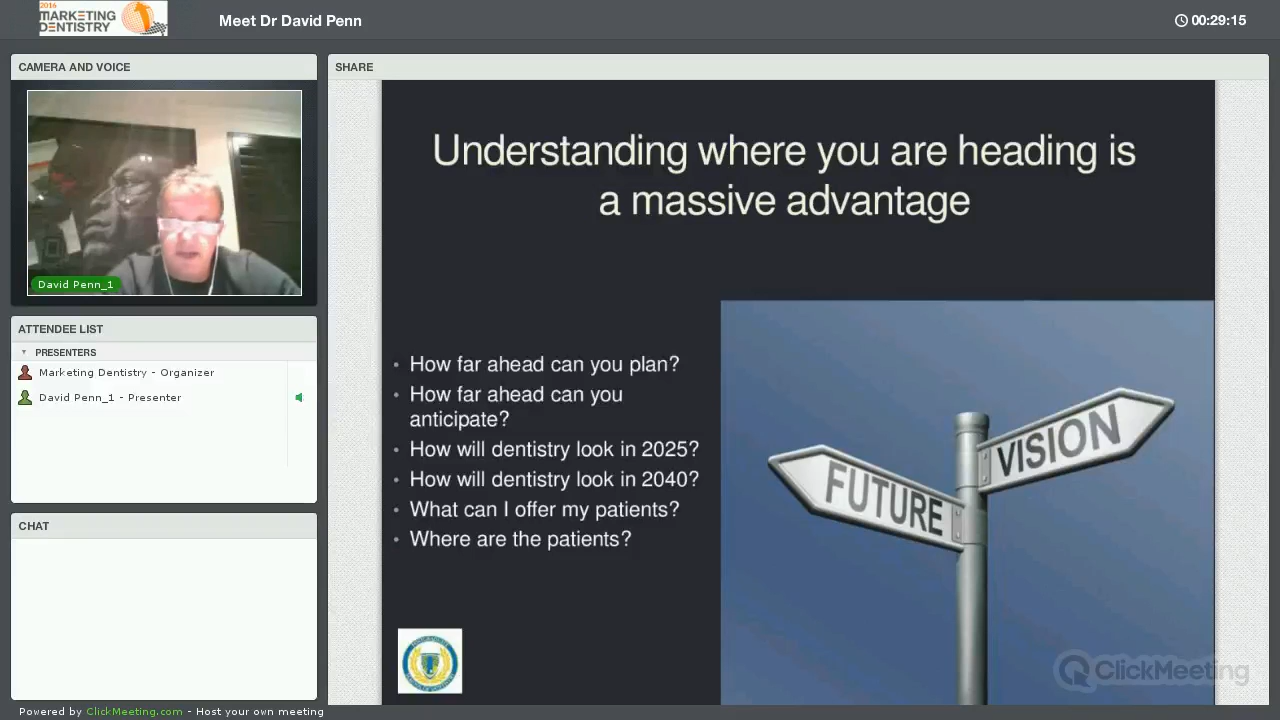 2016
MARKETING
DENTISTRY
Meet Dr David Penn
00:29:15
CAMERA AND VOICE
David Penn_1
ATTENDEE LIST
PRESENTERS
Marketing Dentistry - Organizer
David Penn_1 - Presenter
CHAT
SHARE
Understanding where you are heading is
a massive advantage
• How far ahead can you plan?
• How far ahead can you
anticipate?
• How will dentistry look in 2025?
• How will dentistry look in 2040?
• What can I offer my patients?
• Where are the patients?
FUTURE
VISION
ClickMeeting
Powered by ClickMeeting.com - Host your own meeting